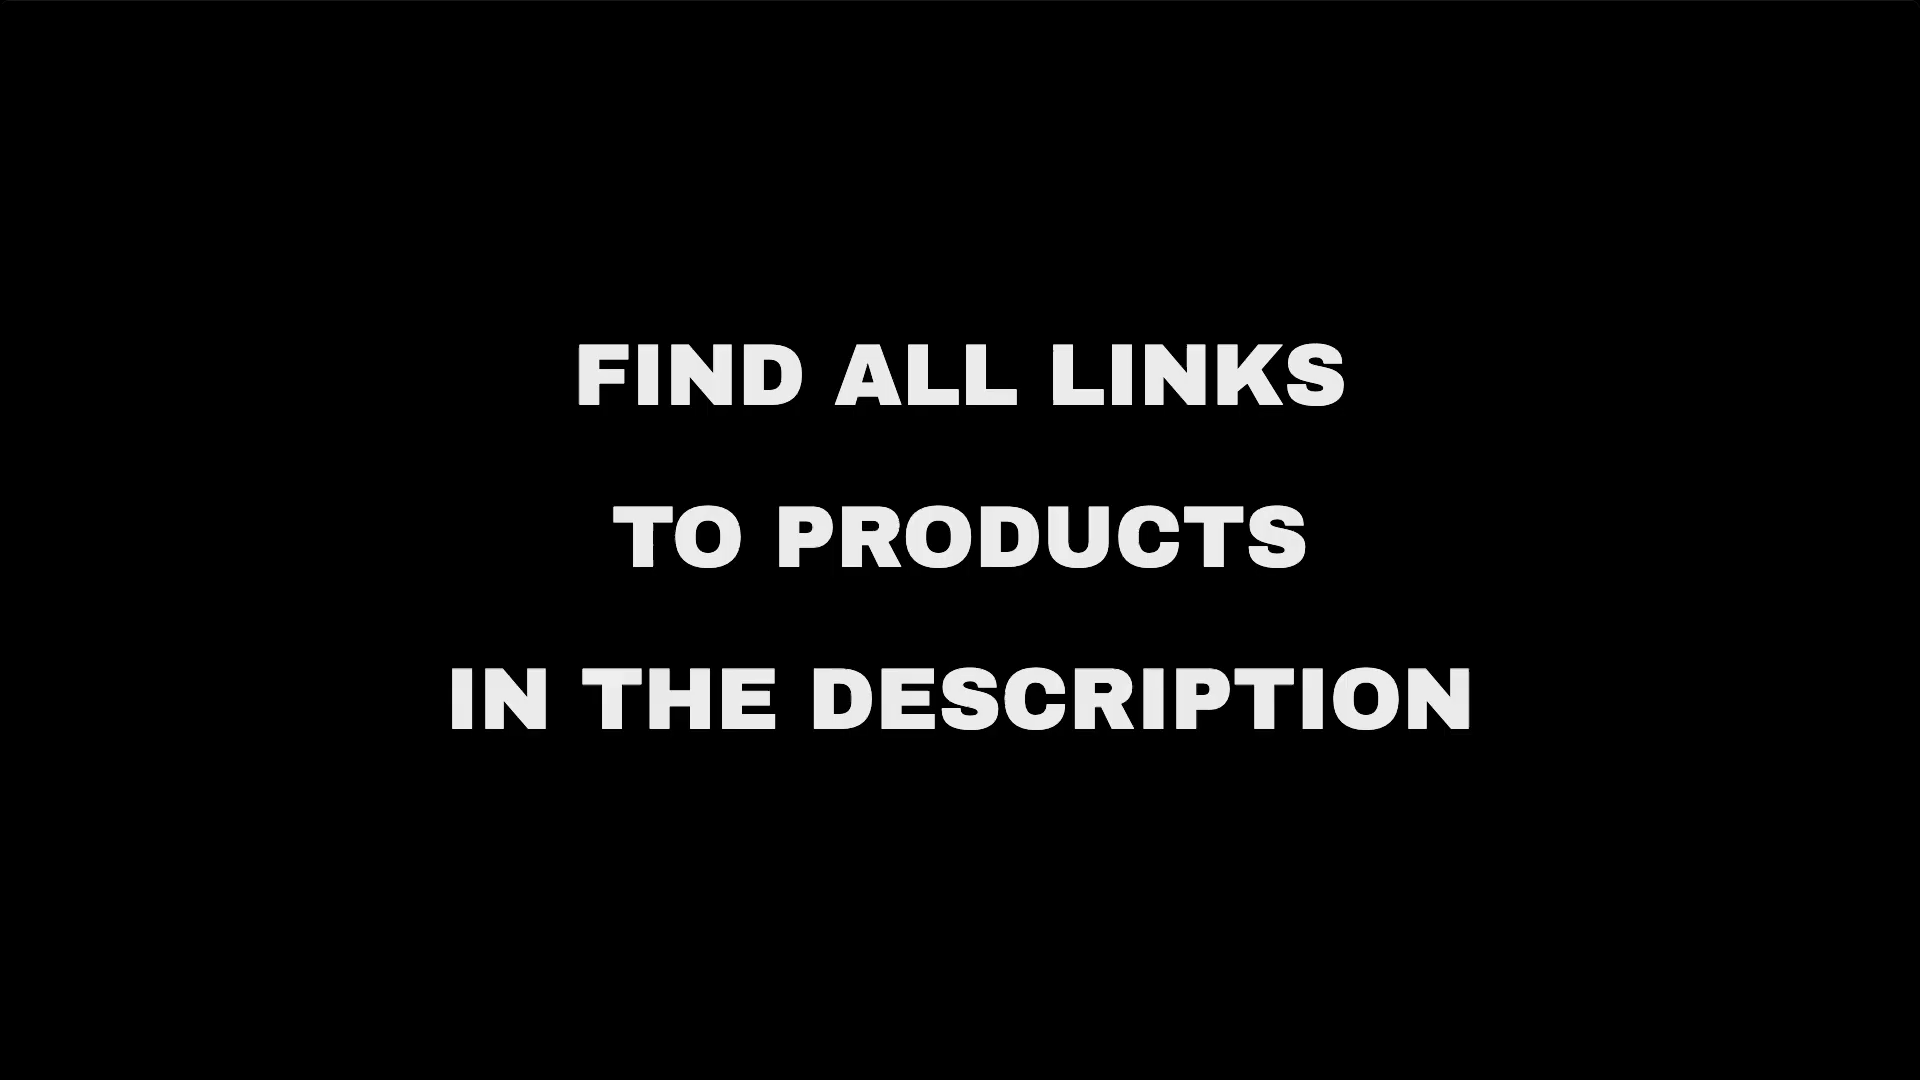 FIND ALL LINKS
TO PRODUCTS
IN THE DESCRIPTION